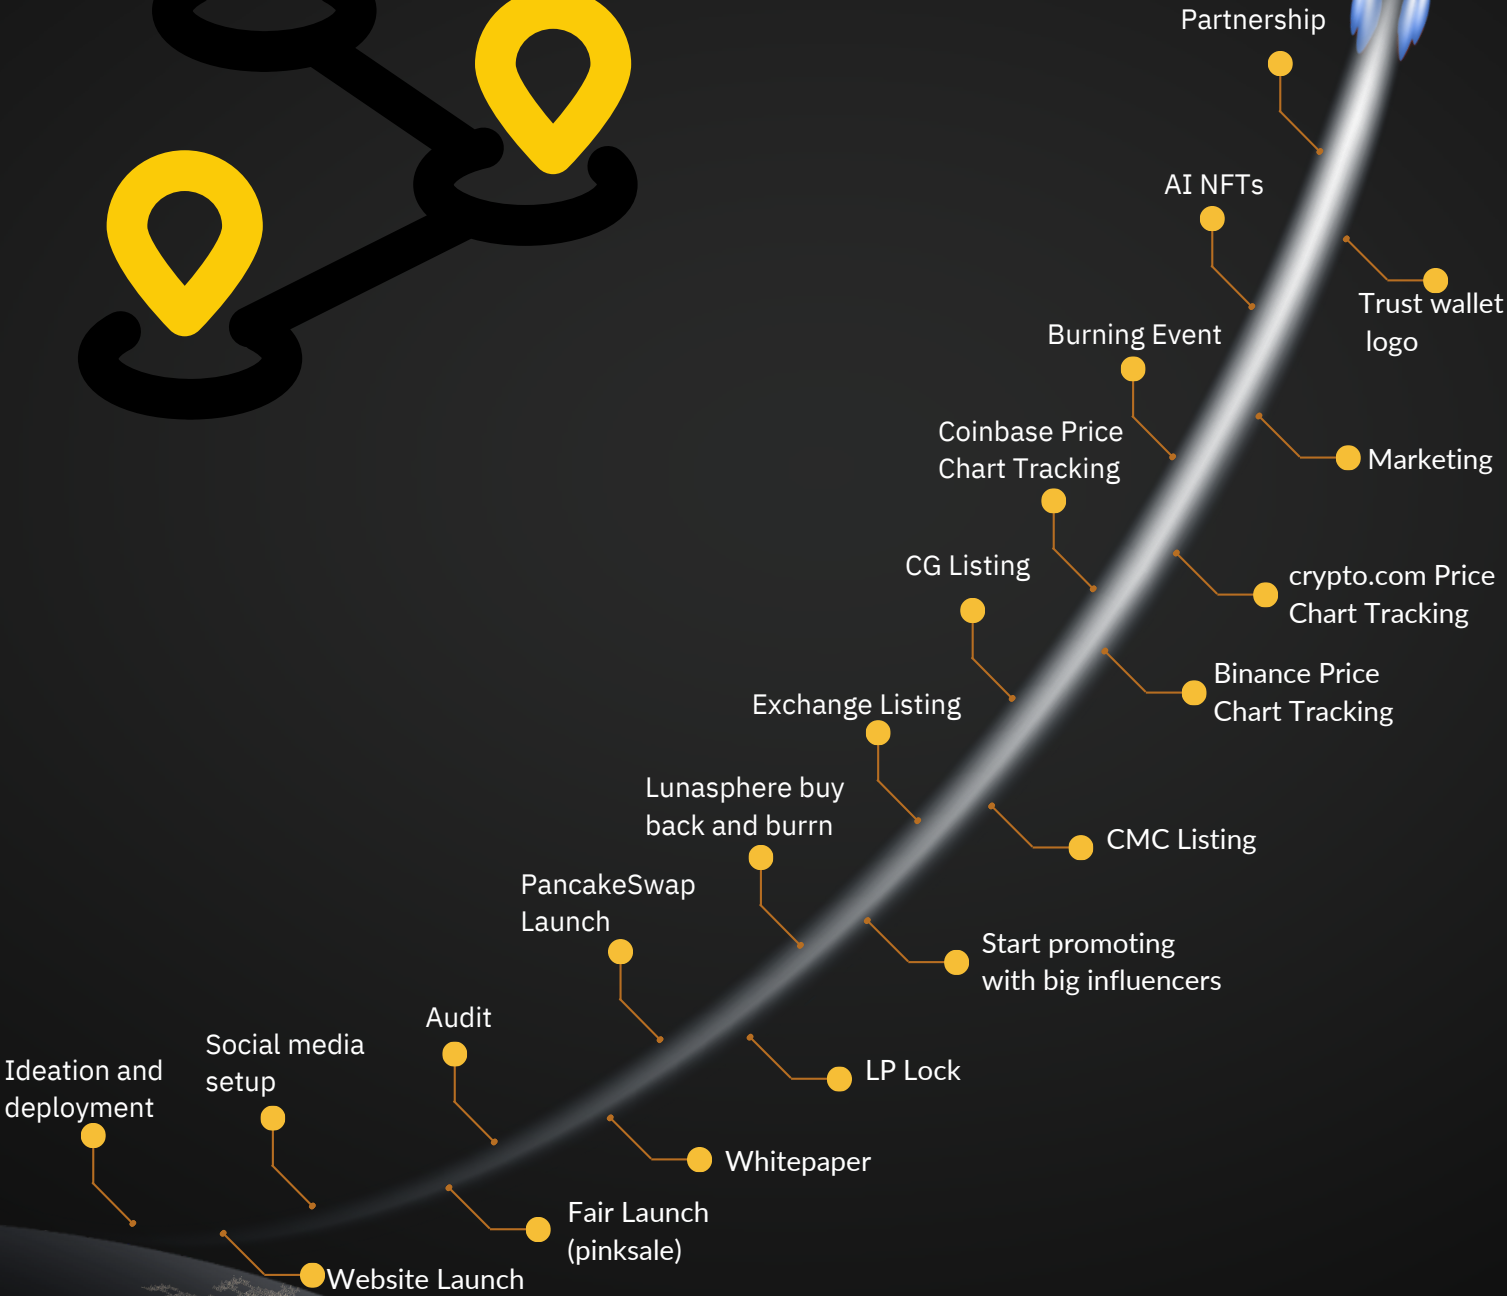 Partnership
AI NFTs
Trust wallet
logo
Burning Event
Coinbase Price
Chart Tracking
Marketing
CG Listing
crypto.com Price
Chart Tracking
Binance Price
Chart Tracking
Exchange Listing
Lunasphere buy
back and burrn
CMC Listing
PancakeSwap
Launch
Start promoting
with big influencers
Audit
LP Lock
Social media
setup
Ideation and
deployment
Whitepaper
Fair Launch
(pinksale)
Website Launch